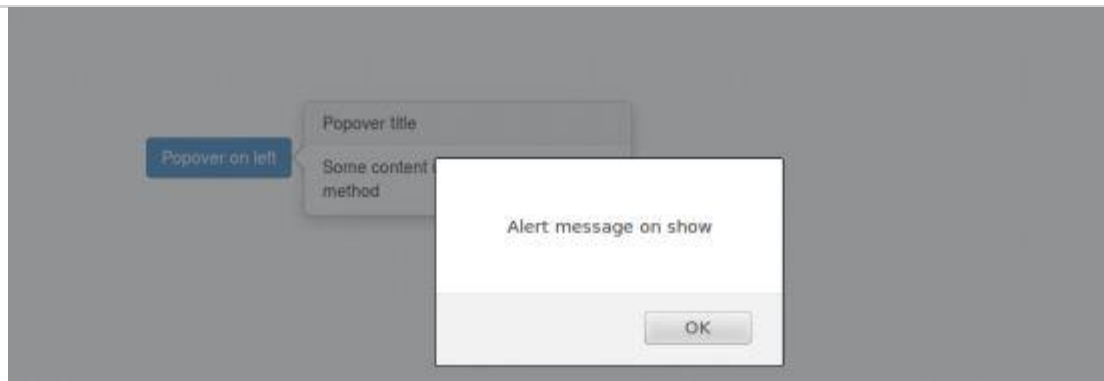 Popover title
Popover on left
Some content
method
Alert message on show
OK